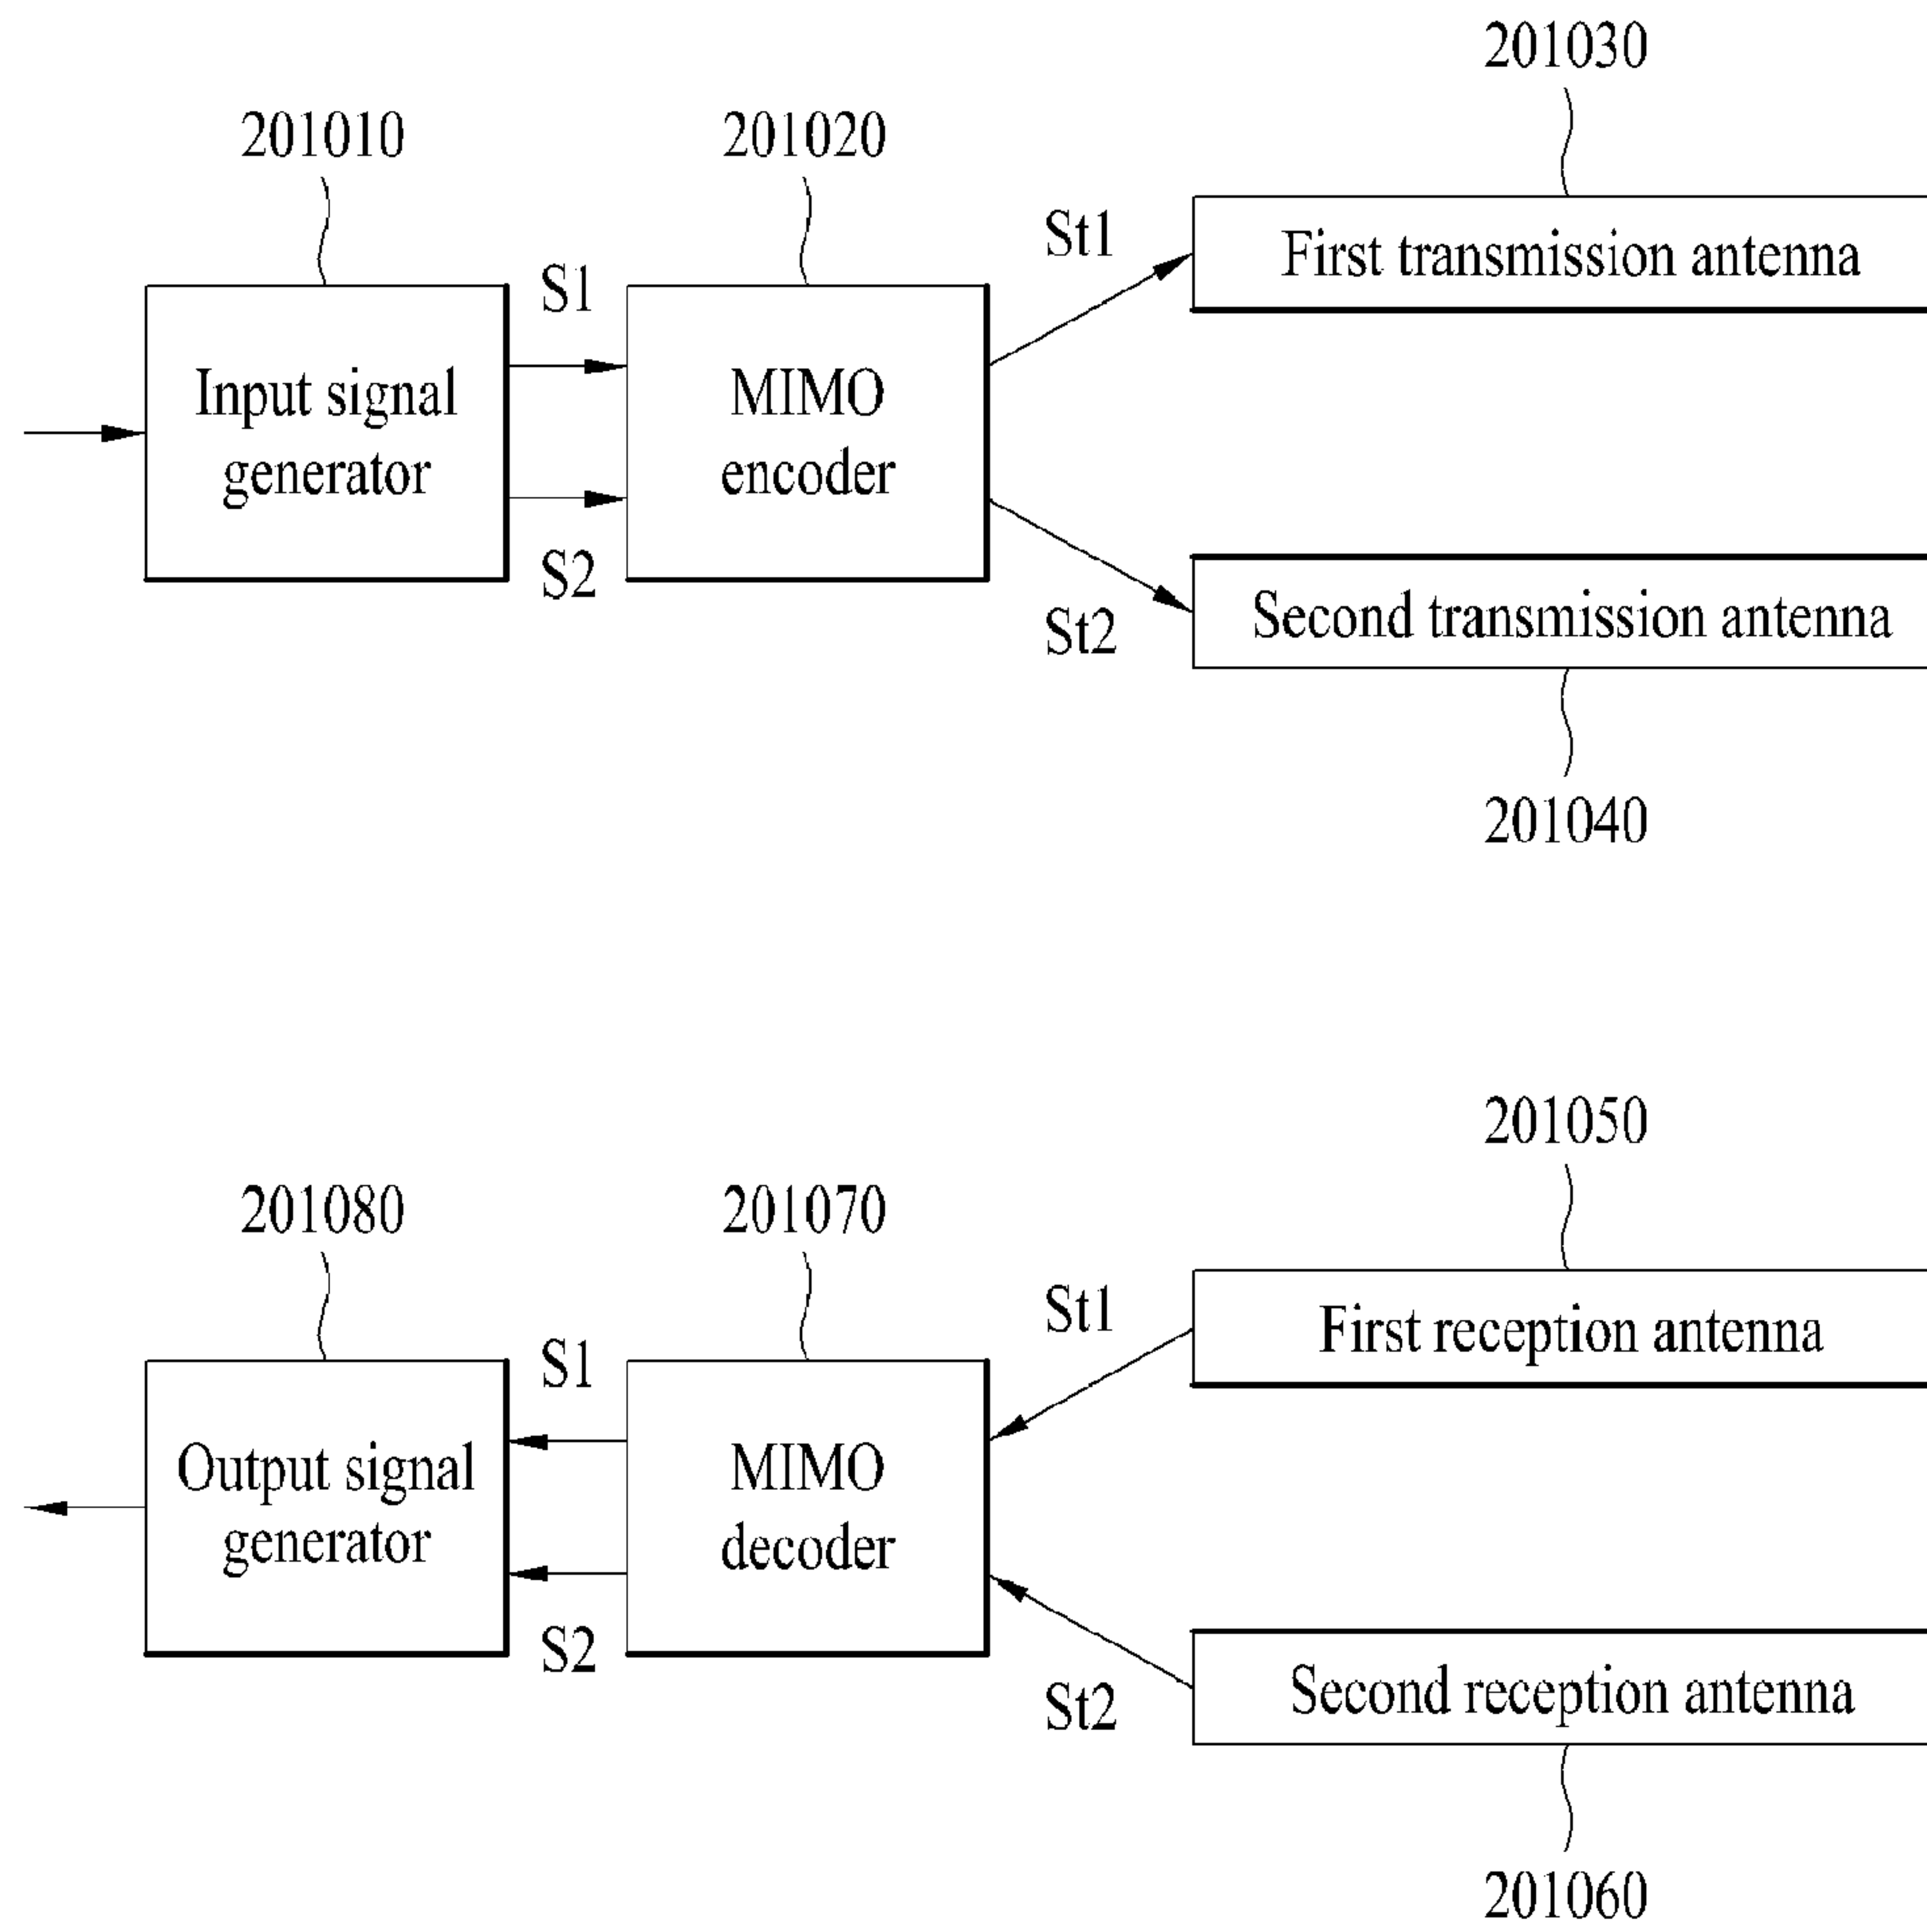 201030
201010
201020
St1
First transmission antenna
S1
Input signal
generator
MIMO
encoder
S2
St2
Second transmission antenna
201040
201050
201080
201070
St1
First reception antenna
S1
Output signal
generator
MIMO
decoder
S2
St2
Second reception antenna
201060